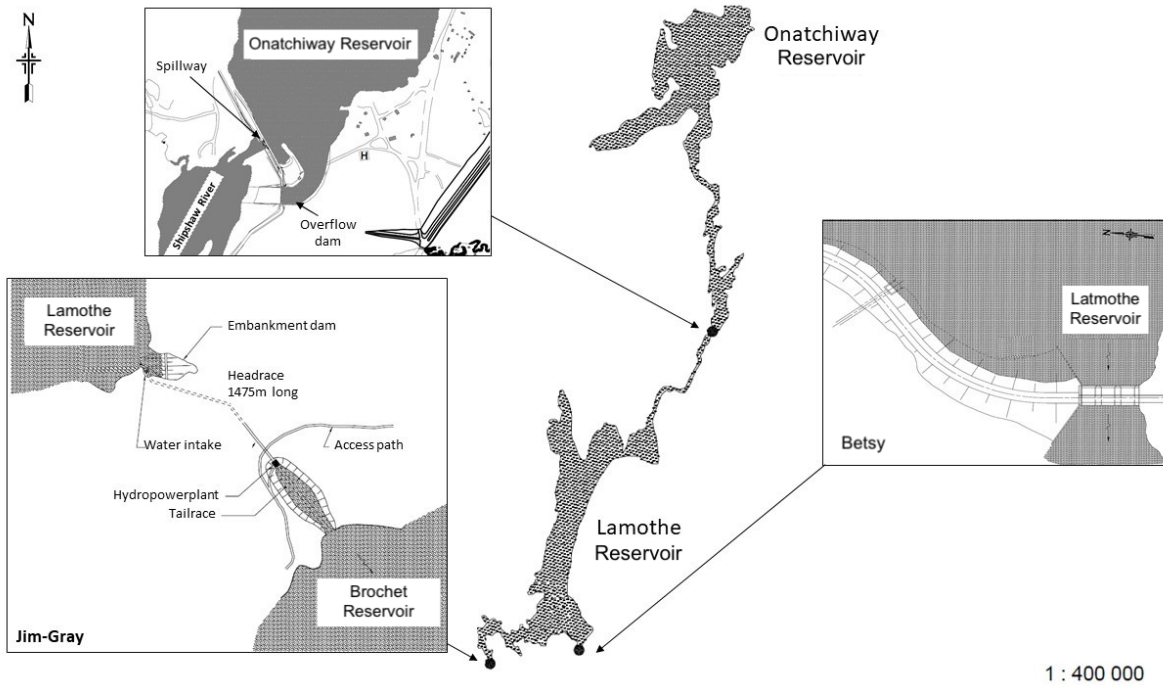 N
Onatchiway Reservoir
Spillway
H
Shipshaw River
Overflow
dam
Onatchiway
Reservoir
Lamothe
Reservoir
Embankment dam
Headrace
1475m long
Water intake
Access path
Hydropowerplant
Tailrace
Brochet
Reservoir
Jim-Gray
Lamothe
Reservoir
N
Latmothe
Reservoir
Betsy
1 : 400 000